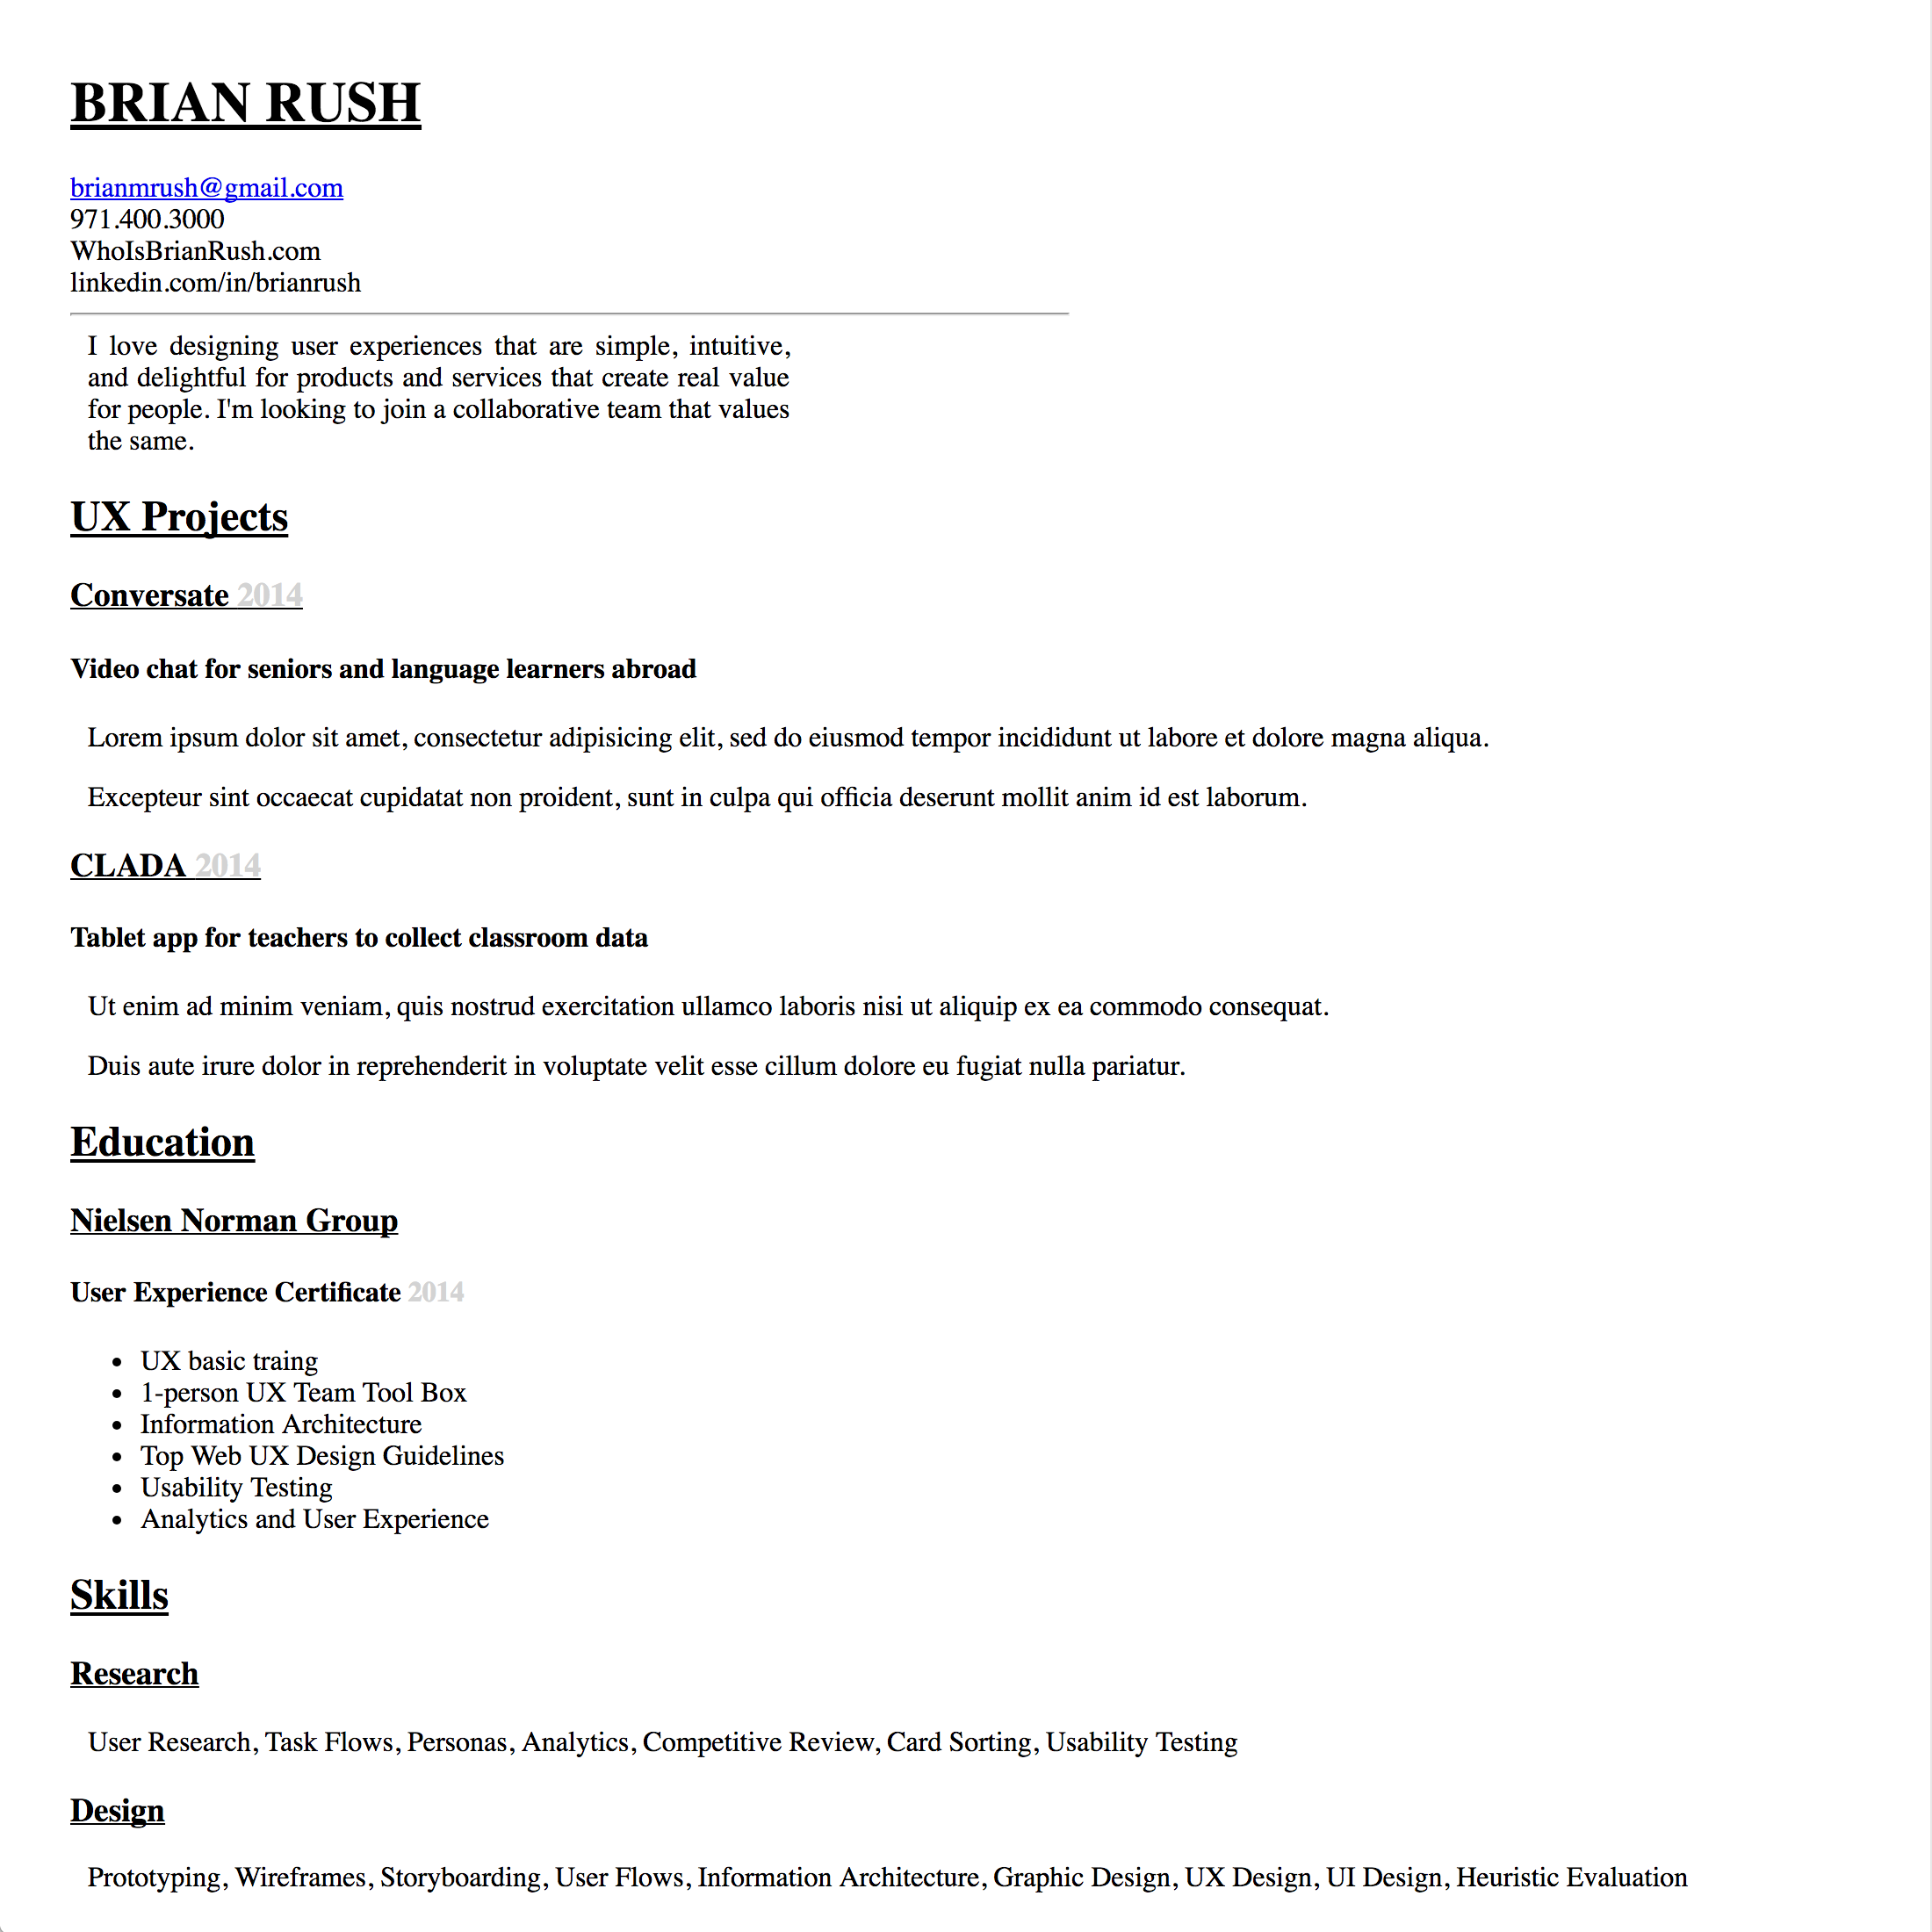 BRIAN RUSH
brianmrush@gmail.com
971.400.3000
WhoIsBrianRush.com
linkedin.com/in/brianrush
I love designing user experiences that are simple, intuitive,
and delightful for products and services that create real value
for people. I'm looking to join a collaborative team that values
the same.
UX Projects
Conversate 2014
Video chat for seniors and language learners abroad
Lorem ipsum dolor sit amet, consectetur adipisicing elit, sed do eiusmod tempor incididunt ut labore et dolore magna aliqua.
Excepteur sint occaecat cupidatat non proident, sunt in culpa qui officia deserunt mollit anim id est laborum.
CLADA 2014
Tablet app for teachers to collect classroom data
Ut enim ad minim veniam, quis nostrud exercitation ullamco laboris nisi ut aliquip ex ea commodo consequat.
Duis aute irure dolor in reprehenderit in voluptate velit esse cillum dolore eu fugiat nulla pariatur.
Education
Nielsen Norman Group
User Experience Certificate 2014
• UX basic traing
• 1-person UX Team Tool Box
• Information Architecture
• Top Web UX Design Guidelines
• Usability Testing
• Analytics and User Experience
Skills
Research
User Research, Task Flows, Personas, Analytics, Competitive Review, Card Sorting, Usability Testing
Design
Prototyping, Wireframes, Storyboarding, User Flows, Information Architecture, Graphic Design, UX Design, UI Design, Heuristic Evaluation